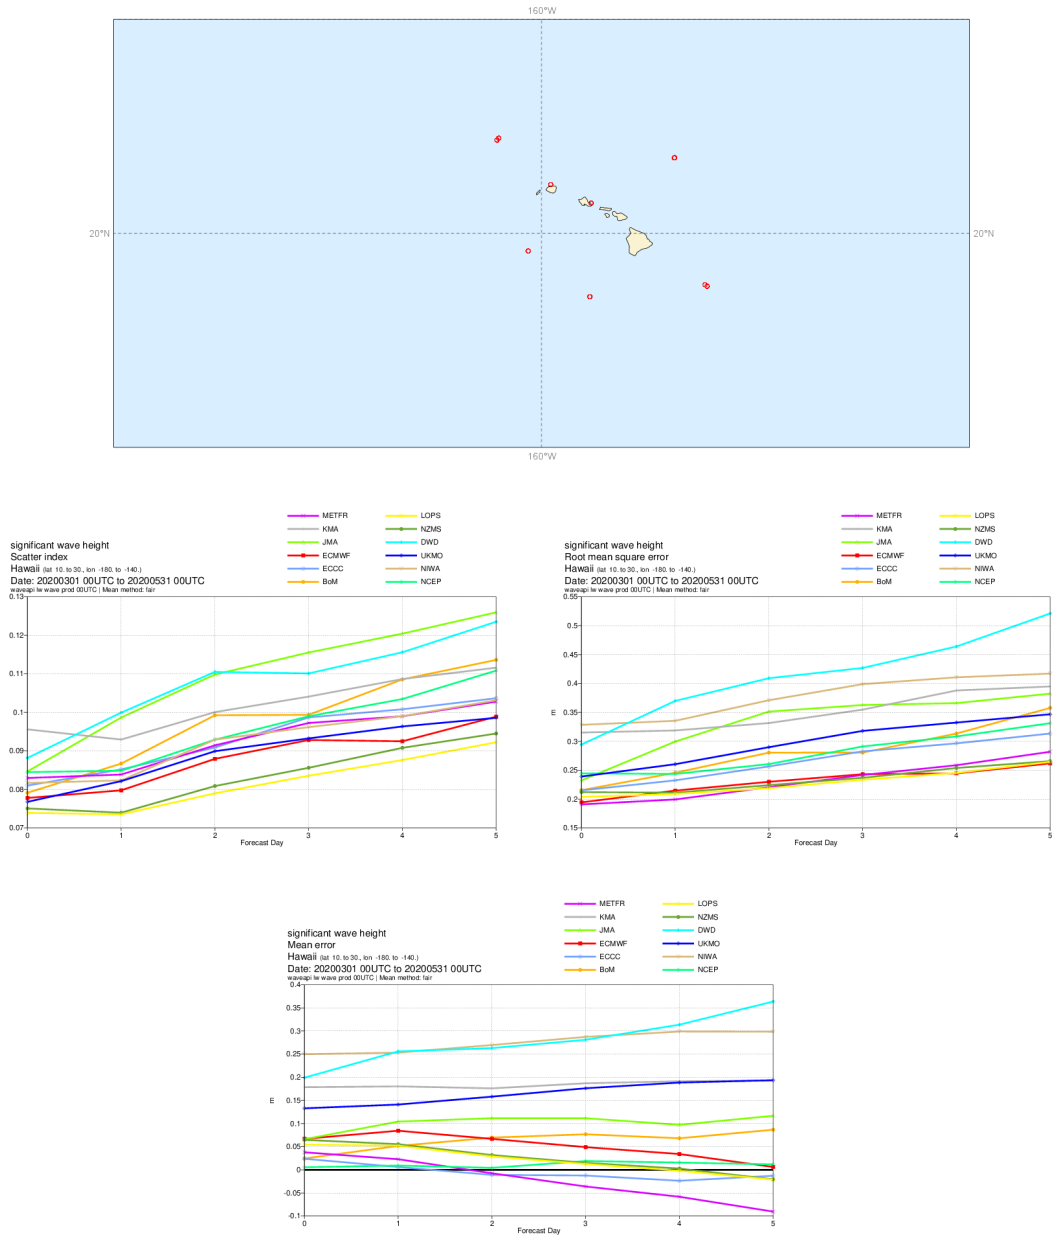 160°W
20°N
20°N
160°W
METFR
LOPS
KMA
NZMS
JMA
DWD
ECMWF
UKMO
ECCC
NIWA
BoM
NCEP
significant wave height
Scatter index
Hawaii (lat 10. to 30., lon -180. to -140.)
Date: 20200301 00UTC to 20200531 00UTC
waveapi lw wave prod 00UTC | Mean method: fair
0.13
0.12
0.11
0.1
0.09
0.08
0.07
0 1 2 3 4 5
Forecast Day
METFR
LOPS
KMA
NZMS
JMA
DWD
ECMWF
UKMO
ECCC
NIWA
BoM
NCEP
significant wave height
Root mean square error
Hawaii (lat 10. to 30., lon -180. to -140.)
Date: 20200301 00UTC to 20200531 00UTC
waveapi lw wave prod 00UTC | Mean method: fair
0.55
0.5
0.45
0.4
0.35
0.3
0.25
0.2
0.15
m
0 1 2 3 4 5
Forecast Day
METFR
LOPS
KMA
NZMS
JMA
DWD
ECMWF
UKMO
ECCC
NIWA
BoM
NCEP
significant wave height
Mean error
Hawaii (lat 10. to 30., lon -180. to -140.)
Date: 20200301 00UTC to 20200531 00UTC
waveapi lw wave prod 00UTC | Mean method: fair
0.4
0.35
0.3
0.25
0.2
0.15
0.1
0.05
0
-0.05
-0.1
m
0 1 2 3 4 5
Forecast Day